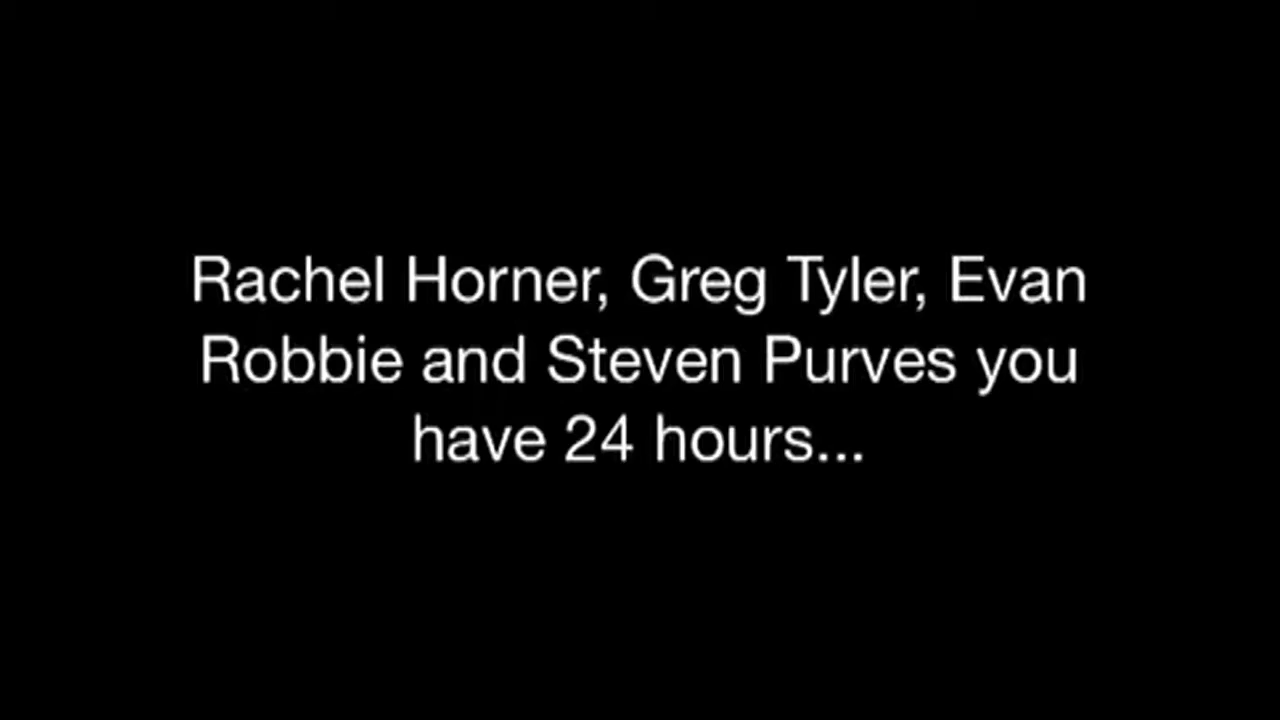 Rachel Horner, Greg Tyler, Evan
Robbie and Steven Purves you
have 24 hours...